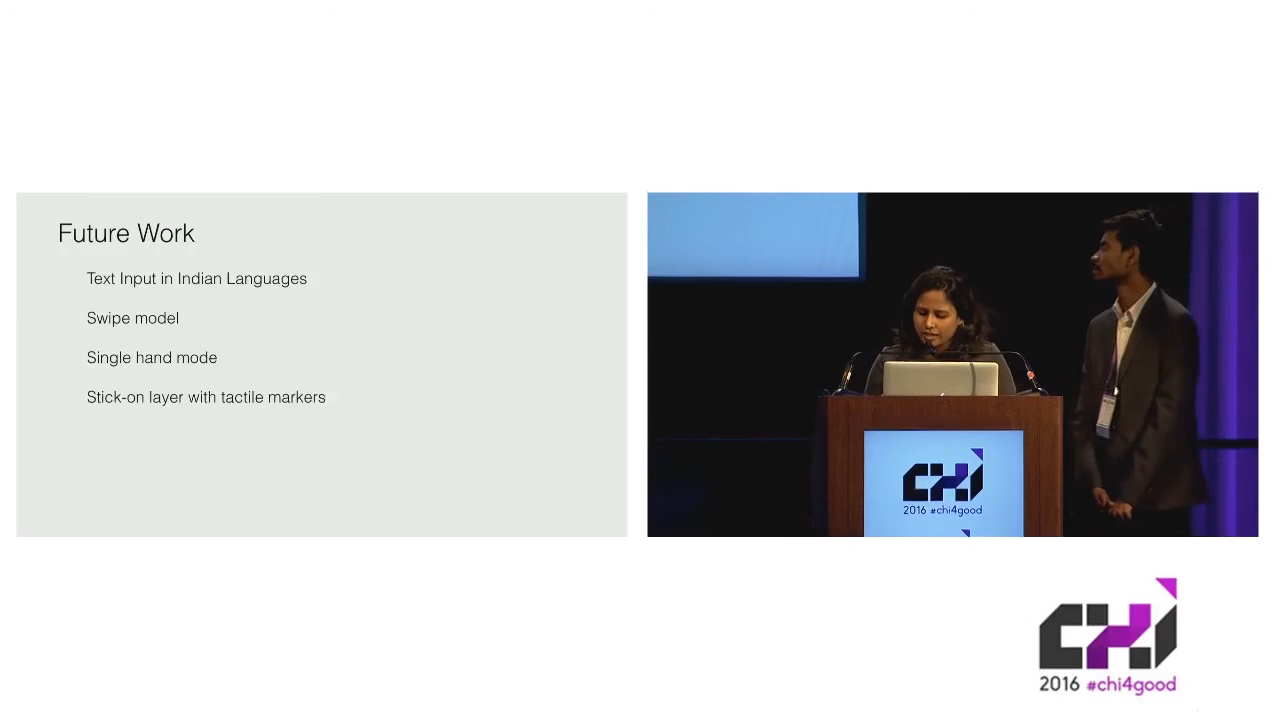 Future Work
Text Input in Indian Languages
Swipe model
Single hand mode
Stick-on layer with tactile markers
CHI
2016 #chi4good
CHI
2016 #chi4good